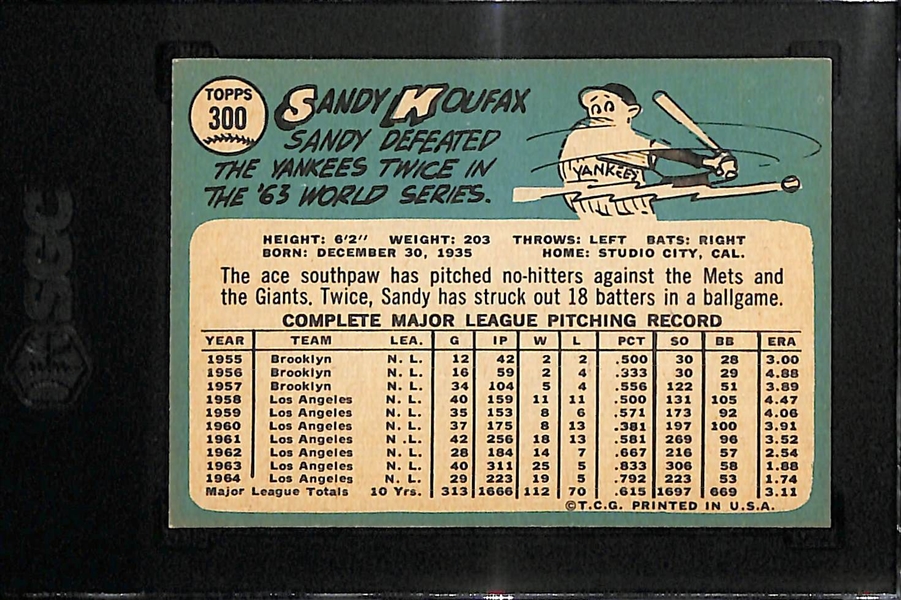 TOPPS
300
SANDY KOUFAX
SANDY DEFEATED
THE YANKEES TWICE IN
THE '63 WORLD SERIES.
YANKEES
HEIGHT: 6'2" WEIGHT: 203 THROWS: LEFT BATS: RIGHT
BORN: DECEMBER 30, 1935 HOME: STUDIO CITY, CAL.
The ace southpaw has pitched no-hitters against the Mets and
the Giants. Twice, Sandy has struck out 18 batters in a ballgame.
COMPLETE MAJOR LEAGUE PITCHING RECORD
YEAR TEAM LEA. G IP W L PCT SO BB ERA
1955 Brooklyn N. L. 12 42 2 2 .500 30 28 3.00
1956 Brooklyn N. L. 16 59 2 4 .333 30 29 4.88
1957 Brooklyn N. L. 34 104 5 4 .556 122 51 3.89
1958 Los Angeles N. L. 40 159 11 11 .500 131 105 4.47
1959 Los Angeles N. L. 35 153 8 6 .571 173 92 4.06
1960 Los Angeles N. L. 37 175 8 13 .381 197 100 3.91
1961 Los Angeles N .L. 42 256 18 13 .581 269 96 3.52
1962 Los Angeles N. L. 28 184 14 7 .667 216 57 2.54
1963 Los Angeles N. L. 40 311 25 5 .833 306 58 1.88
1964 Los Angeles N. L. 29 223 19 5 .792 223 53 1.74
Major League Totals 10 Yrs. 313 1666 112 70 .615 1697 669 3.11
©T.C.G. PRINTED IN U.S.A.
SGC